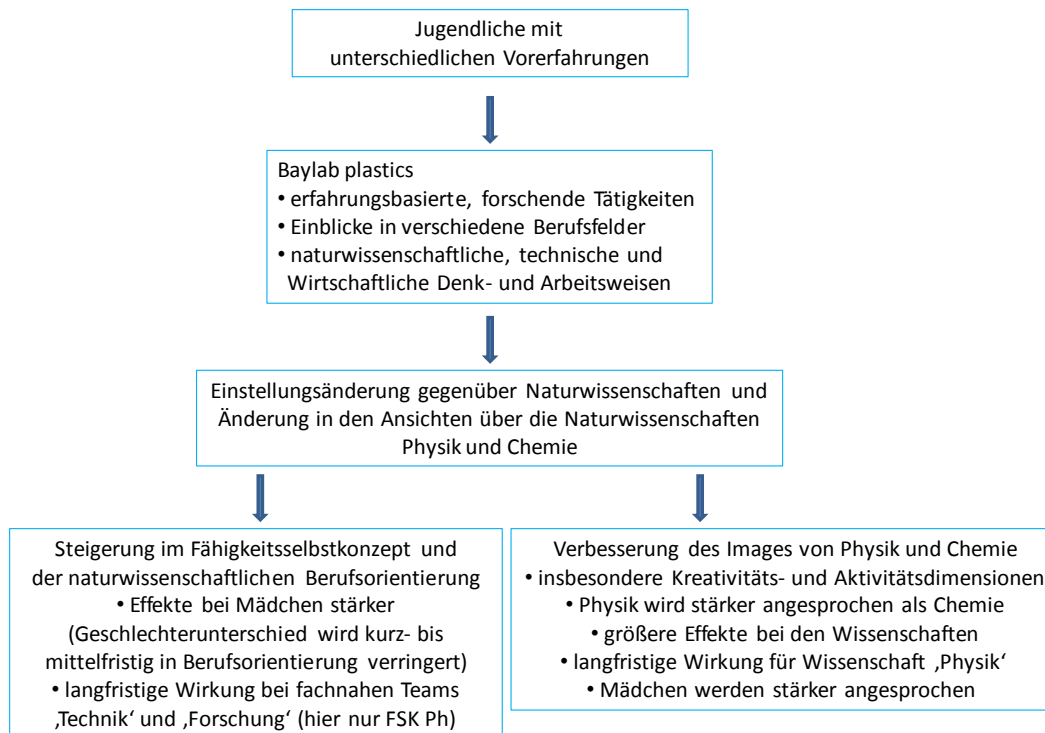 Jugendliche mit
unterschiedlichen Vorerfahrungen
Baylab plastics
• erfahrungsbasierte, forschende Tätigkeiten
• Einblicke in verschiedene Berufsfelder
• naturwissenschaftliche, technische und
Wirtschaftliche Denk- und Arbeitsweisen
Einstellungsänderung gegenüber Naturwissenschaften und
Änderung in den Ansichten über die Naturwissenschaften
Physik und Chemie
Steigerung im Fähigkeitsselbstkonzept und
der naturwissenschaftlichen Berufsorientierung
• Effekte bei Mädchen stärker
(Geschlechterunterschied wird kurz- bis
mittelfristig in Berufsorientierung verringert)
• langfristige Wirkung bei fachnahen Teams
‚Technik‘ und ‚Forschung‘ (hier nur FSK Ph)
Verbesserung des Images von Physik und Chemie
• insbesondere Kreativitäts- und Aktivitätsdimensionen
• Physik wird stärker angesprochen als Chemie
• größere Effekte bei den Wissenschaften
• langfristige Wirkung für Wissenschaft ‚Physik‘
• Mädchen werden stärker angesprochen